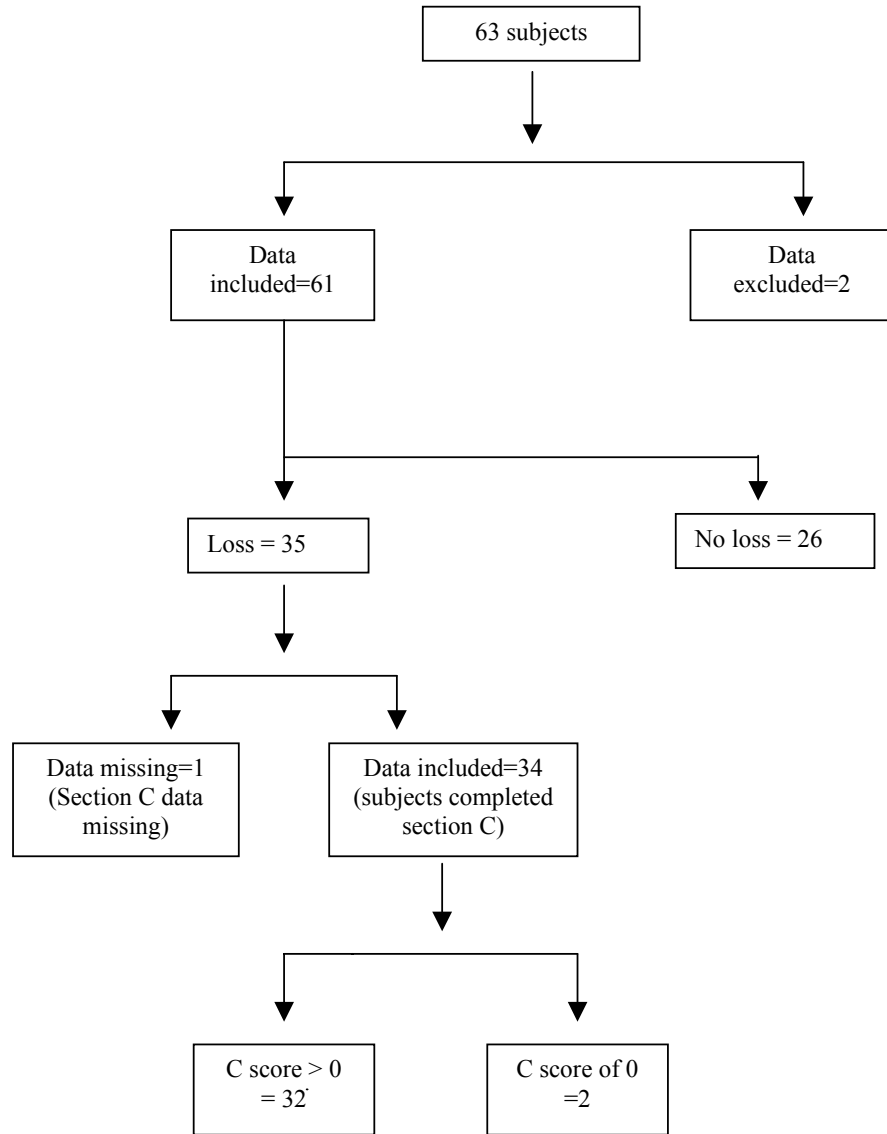 63 subjects
Data
included=61
Data
excluded=2
Loss = 35
No loss = 26
Data missing=1
(Section C data
missing)
Data included=34
(subjects completed
section C)
C score > 0
= 32
C score of 0
=2